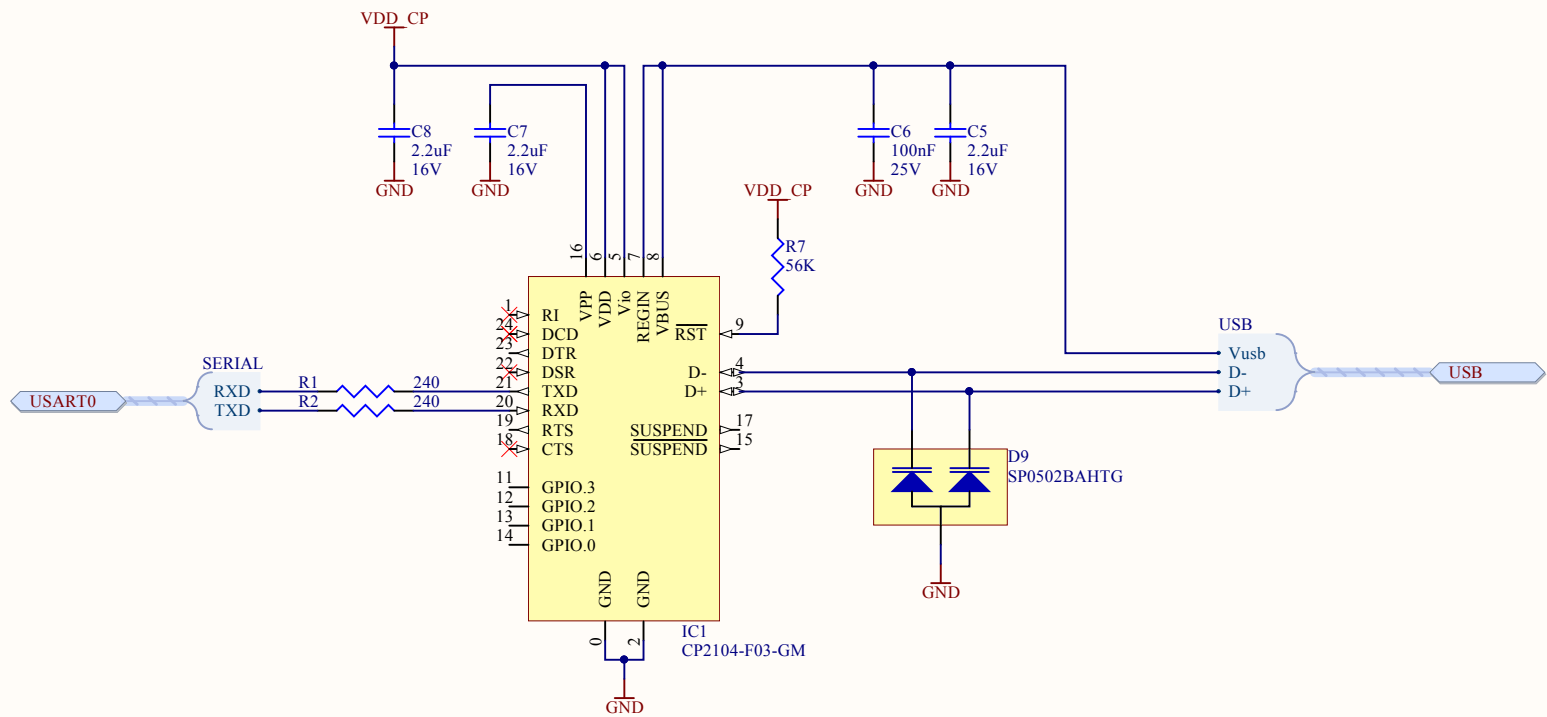 VDD_CP
C8
2.2uF
16V
GND
C7
2.2uF
16V
GND
C6
100nF
25V
GND
C5
2.2uF
16V
GND
VDD_CP
R7
56K
16
6
5
7
8
VPP
VDD
Vio
REGIN
VBUS
1
RI
24
DCD
23
DTR
22
DSR
21
TXD
20
RXD
19
RTS
18
CTS
11
GPIO.3
12
GPIO.2
13
GPIO.1
14
GPIO.0
RST
9
D-
4
D+
3
SUSPEND
17
SUSPEND
15
GND
GND
0
2
GND
IC1
CP2104-F03-GM
SERIAL
RXD
TXD
USART0
R1
240
R2
240
D9
SP0502BAHTG
GND
USB
Vusb
D-
D+
USB